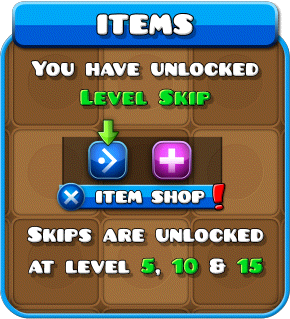 ITEMS
YOU HAVE UNLOCKED
LEVEL SKIP
ITEM SHOP !
SKIPS ARE UNLOCKED
AT LEVEL 5, 10 & 15